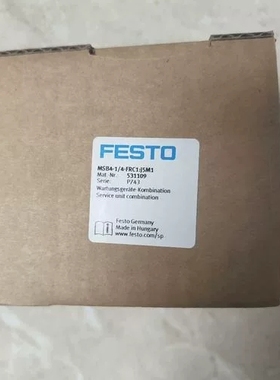 FESTO
MSB4-1/4-FRC1:J5M1
Mat. Nr. 531109
Serie: P743
Wartungsgeräte-Kombination
Service unit combination
Festo Germany
Made in Hungary
www.festo.com/sp